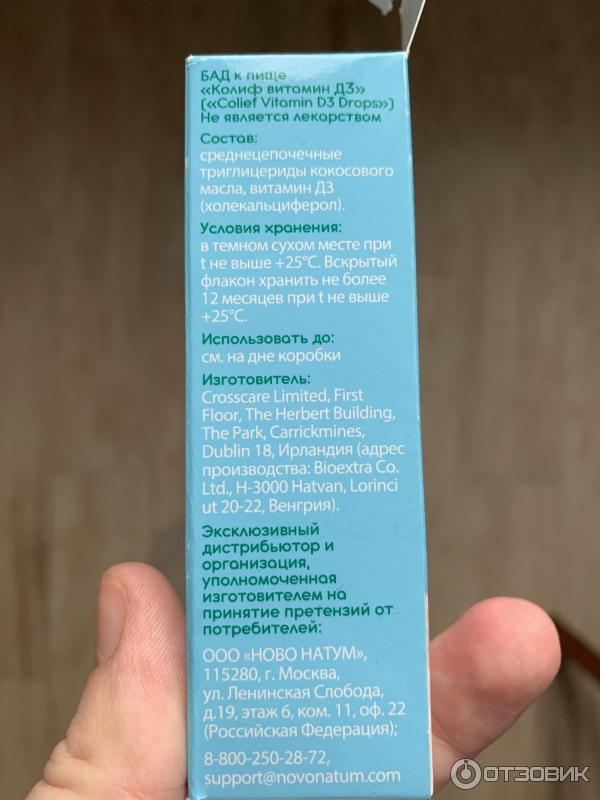 БАД к пище
«Колиф витамин Д3»
(«Colief Vitamin D3 Drops»)
Не является лекарством
Состав:
среднецепочечные
триглицериды кокосового
масла, витамин Д3
(холекальциферол).
Условия хранения:
в темном сухом месте при
t не выше +25°C. Вскрытый
флакон хранить не более
12 месяцев при t не выше
+25°C.
Использовать до:
см. на дне коробки
Изготовитель:
Crosscare Limited, First
Floor, The Herbert Building,
The Park, Carrickmines,
Dublin 18, Ирландия (адрес
производства: Bioextra Co.
Ltd., H-3000 Hatvan, Lorinci
ut 20-22, Венгрия).
Эксклюзивный
дистрибьютор и
организация,
уполномоченная
изготовителем на
принятие претензий от
потребителей:
ООО «НОВО НАТУМ»,
115280, г. Москва,
ул. Ленинская Слобода,
д.19, этаж 6, ком. 11, оф. 22
(Российская Федерация);
8-800-250-28-72,
support@novonatum.com
ОТЗОВИК